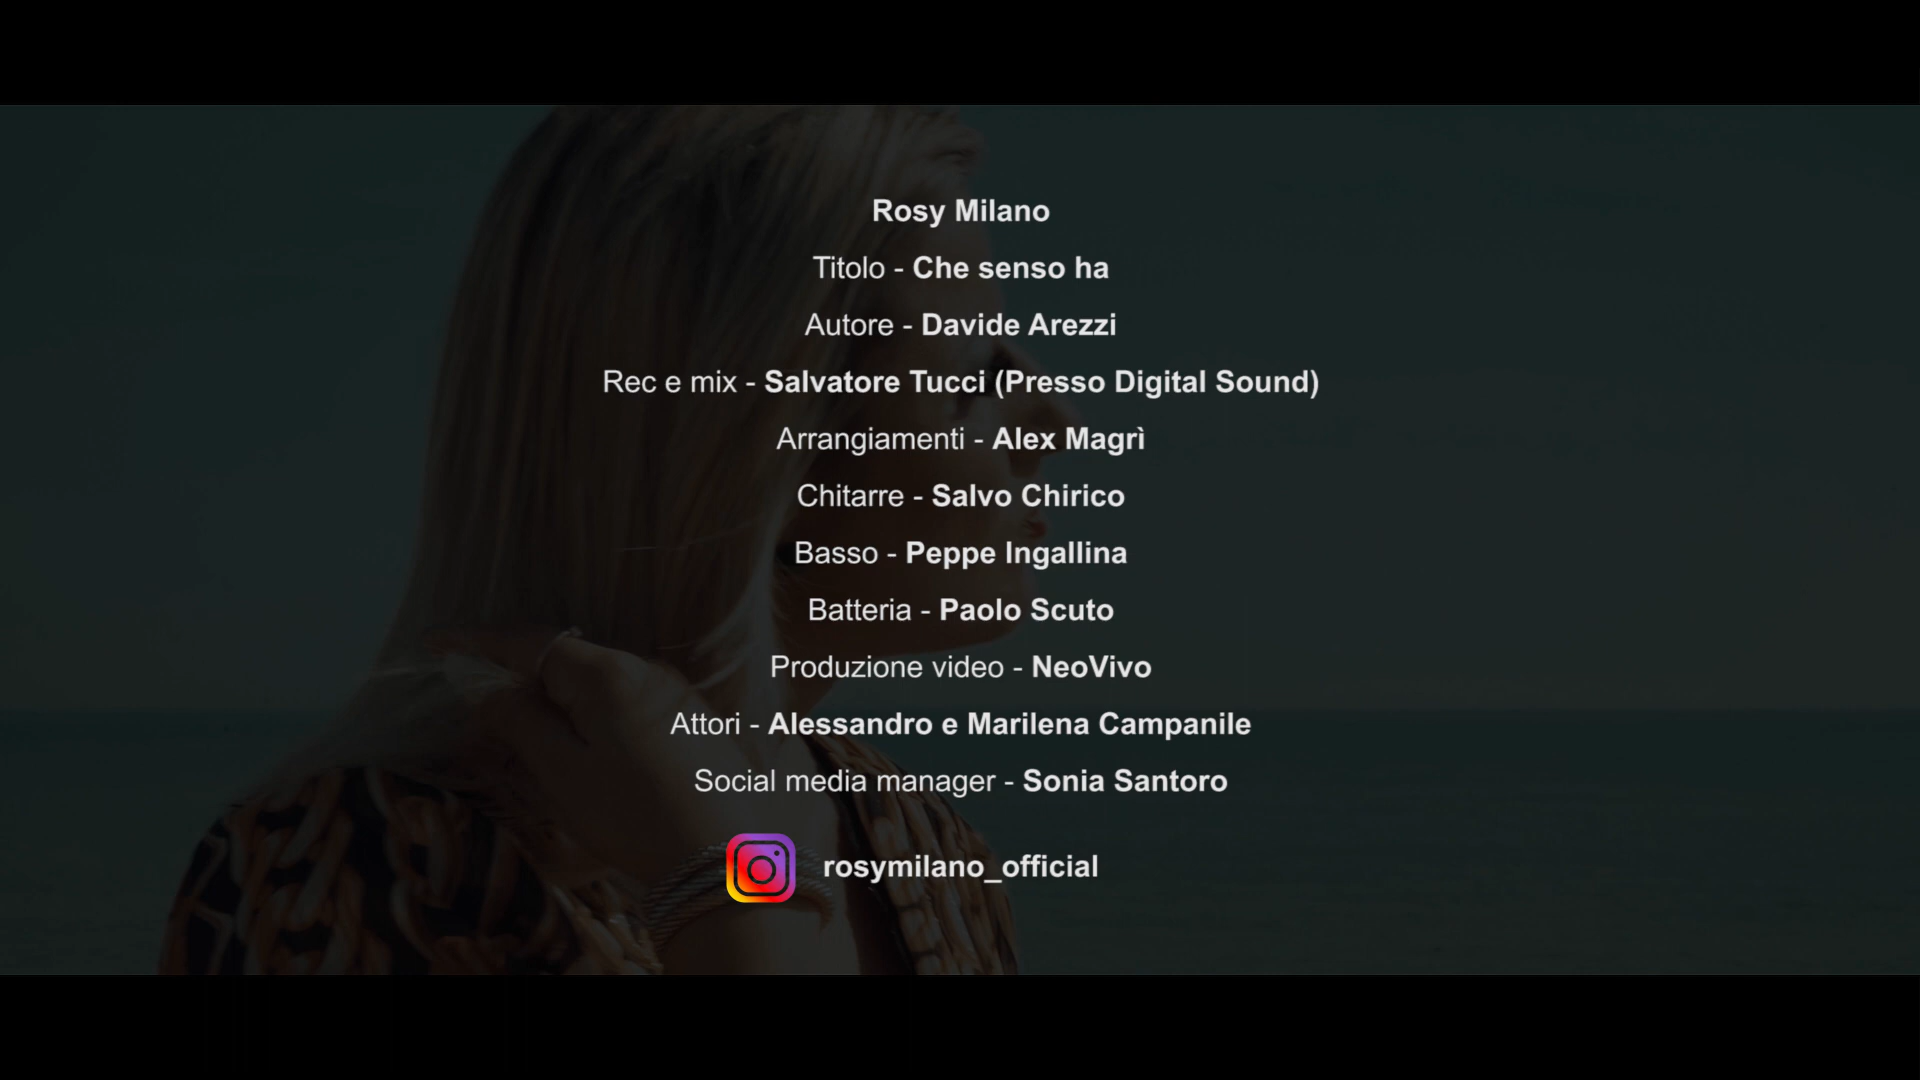 Rosy Milano
Titolo - Che senso ha
Autore - Davide Arezzi
Rec e mix - Salvatore Tucci (Presso Digital Sound)
Arrangiamenti - Alex Magrì
Chitarre - Salvo Chirico
Basso - Peppe Ingallina
Batteria - Paolo Scuto
Produzione video - NeoVivo
Attori - Alessandro e Marilena Campanile
Social media manager - Sonia Santoro
rosymilano_official